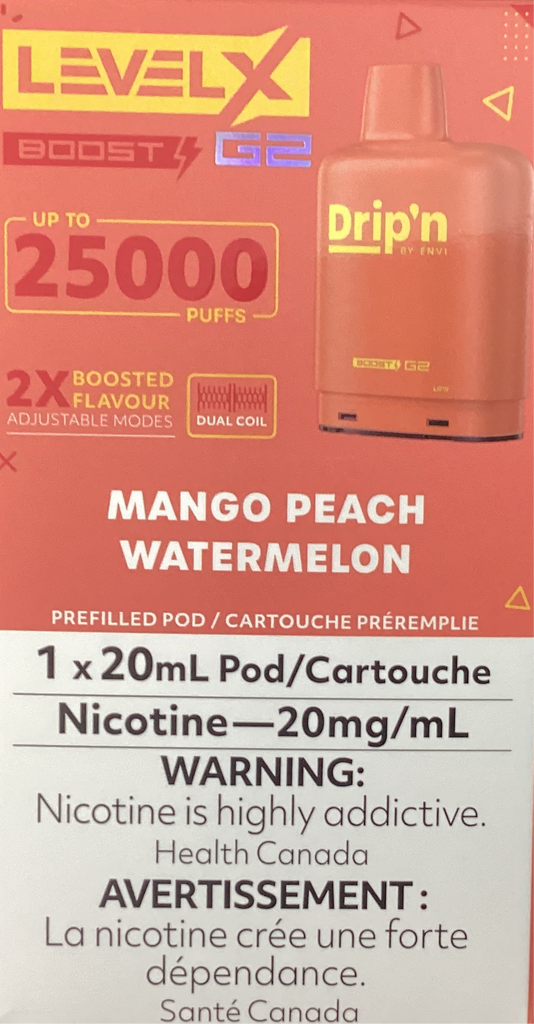 LEVELX
BOOST G2
UP TO
25000
PUFFS
2X BOOSTED
FLAVOUR
ADJUSTABLE MODES
DUAL COIL
Drip'n
BY ENVI
BOOST G2
MANGO PEACH
WATERMELON
PREFILLED POD / CARTOUCHE PRÉREMPLIE
1 x 20mL Pod/Cartouche
Nicotine—20mg/mL
WARNING:
Nicotine is highly addictive.
Health Canada
AVERTISSEMENT :
La nicotine crée une forte
dépendance.
Santé Canada